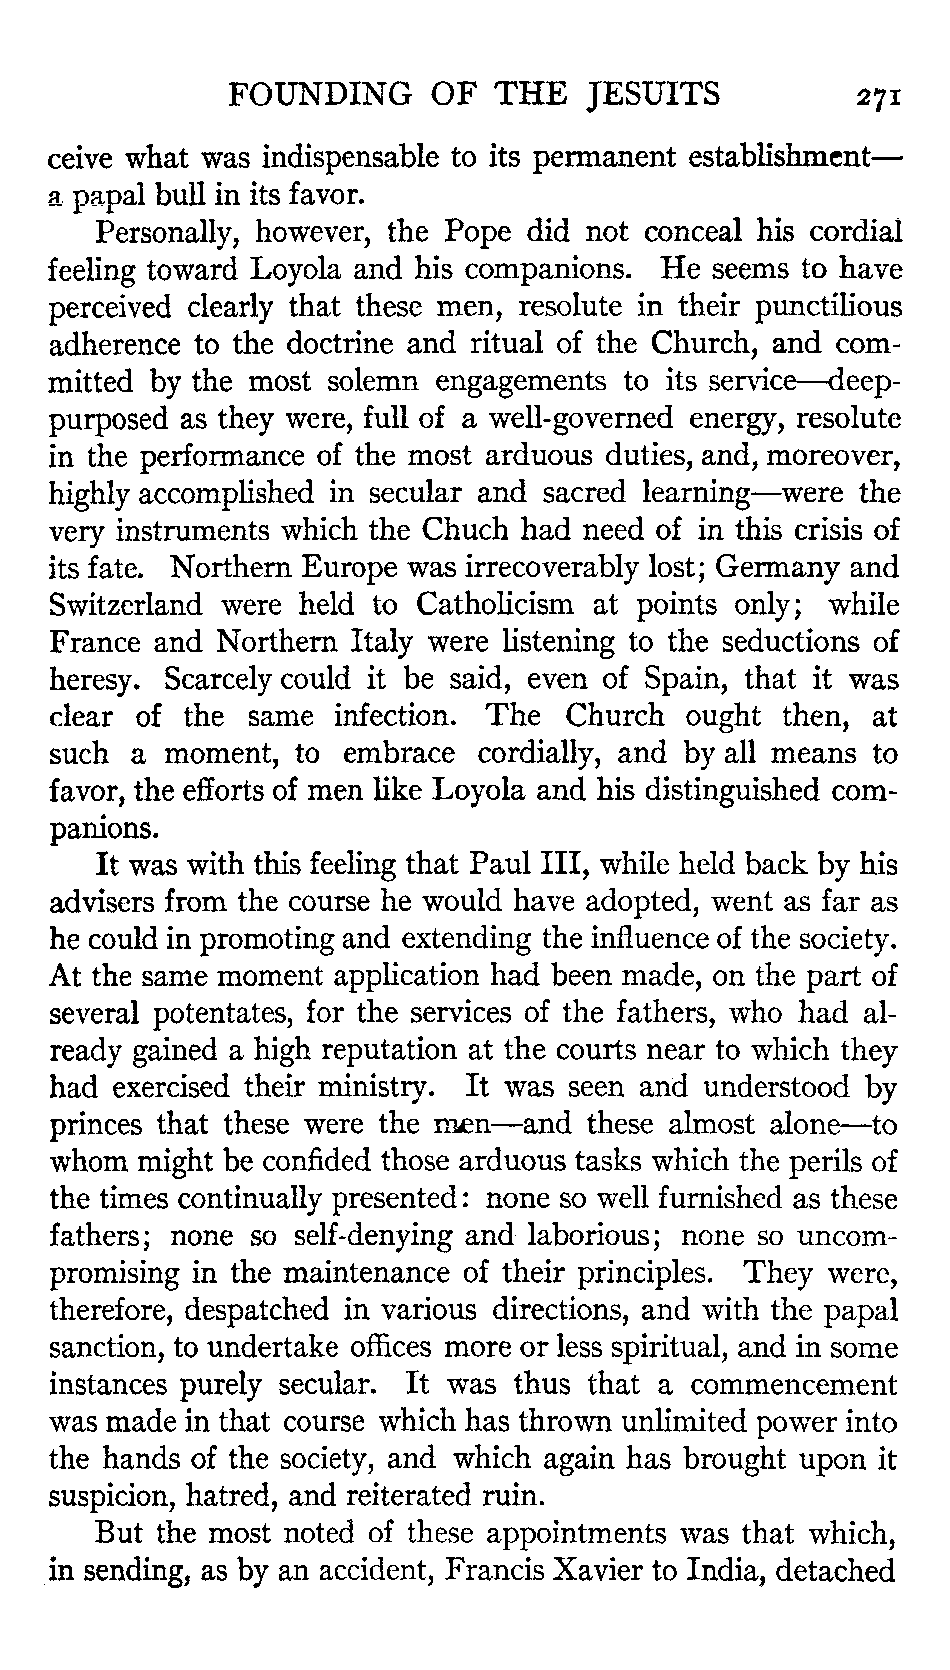 FOUNDING OF THE JESUITS 271
ceive what was indispensable to its permanent establishment—
a papal bull in its favor.
Personally, however, the Pope did not conceal his cordial
feeling toward Loyola and his companions. He seems to have
perceived clearly that these men, resolute in their punctilious
adherence to the doctrine and ritual of the Church, and com-
mitted by the most solemn engagements to its service—deep-
purposed as they were, full of a well-governed energy, resolute
in the performance of the most arduous duties, and, moreover,
highly accomplished in secular and sacred learning—were the
very instruments which the Chuch had need of in this crisis of
its fate. Northern Europe was irrecoverably lost; Germany and
Switzerland were held to Catholicism at points only; while
France and Northern Italy were listening to the seductions of
heresy. Scarcely could it be said, even of Spain, that it was
clear of the same infection. The Church ought then, at
such a moment, to embrace cordially, and by all means to
favor, the efforts of men like Loyola and his distinguished com-
panions.
It was with this feeling that Paul III, while held back by his
advisers from the course he would have adopted, went as far as
he could in promoting and extending the influence of the society.
At the same moment application had been made, on the part of
several potentates, for the services of the fathers, who had al-
ready gained a high reputation at the courts near to which they
had exercised their ministry. It was seen and understood by
princes that these were the men—and these almost alone—to
whom might be confided those arduous tasks which the perils of
the times continually presented: none so well furnished as these
fathers; none so self-denying and laborious; none so uncom-
promising in the maintenance of their principles. They were,
therefore, despatched in various directions, and with the papal
sanction, to undertake offices more or less spiritual, and in some
instances purely secular. It was thus that a commencement
was made in that course which has thrown unlimited power into
the hands of the society, and which again has brought upon it
suspicion, hatred, and reiterated ruin.
But the most noted of these appointments was that which,
in sending, as by an accident, Francis Xavier to India, detached